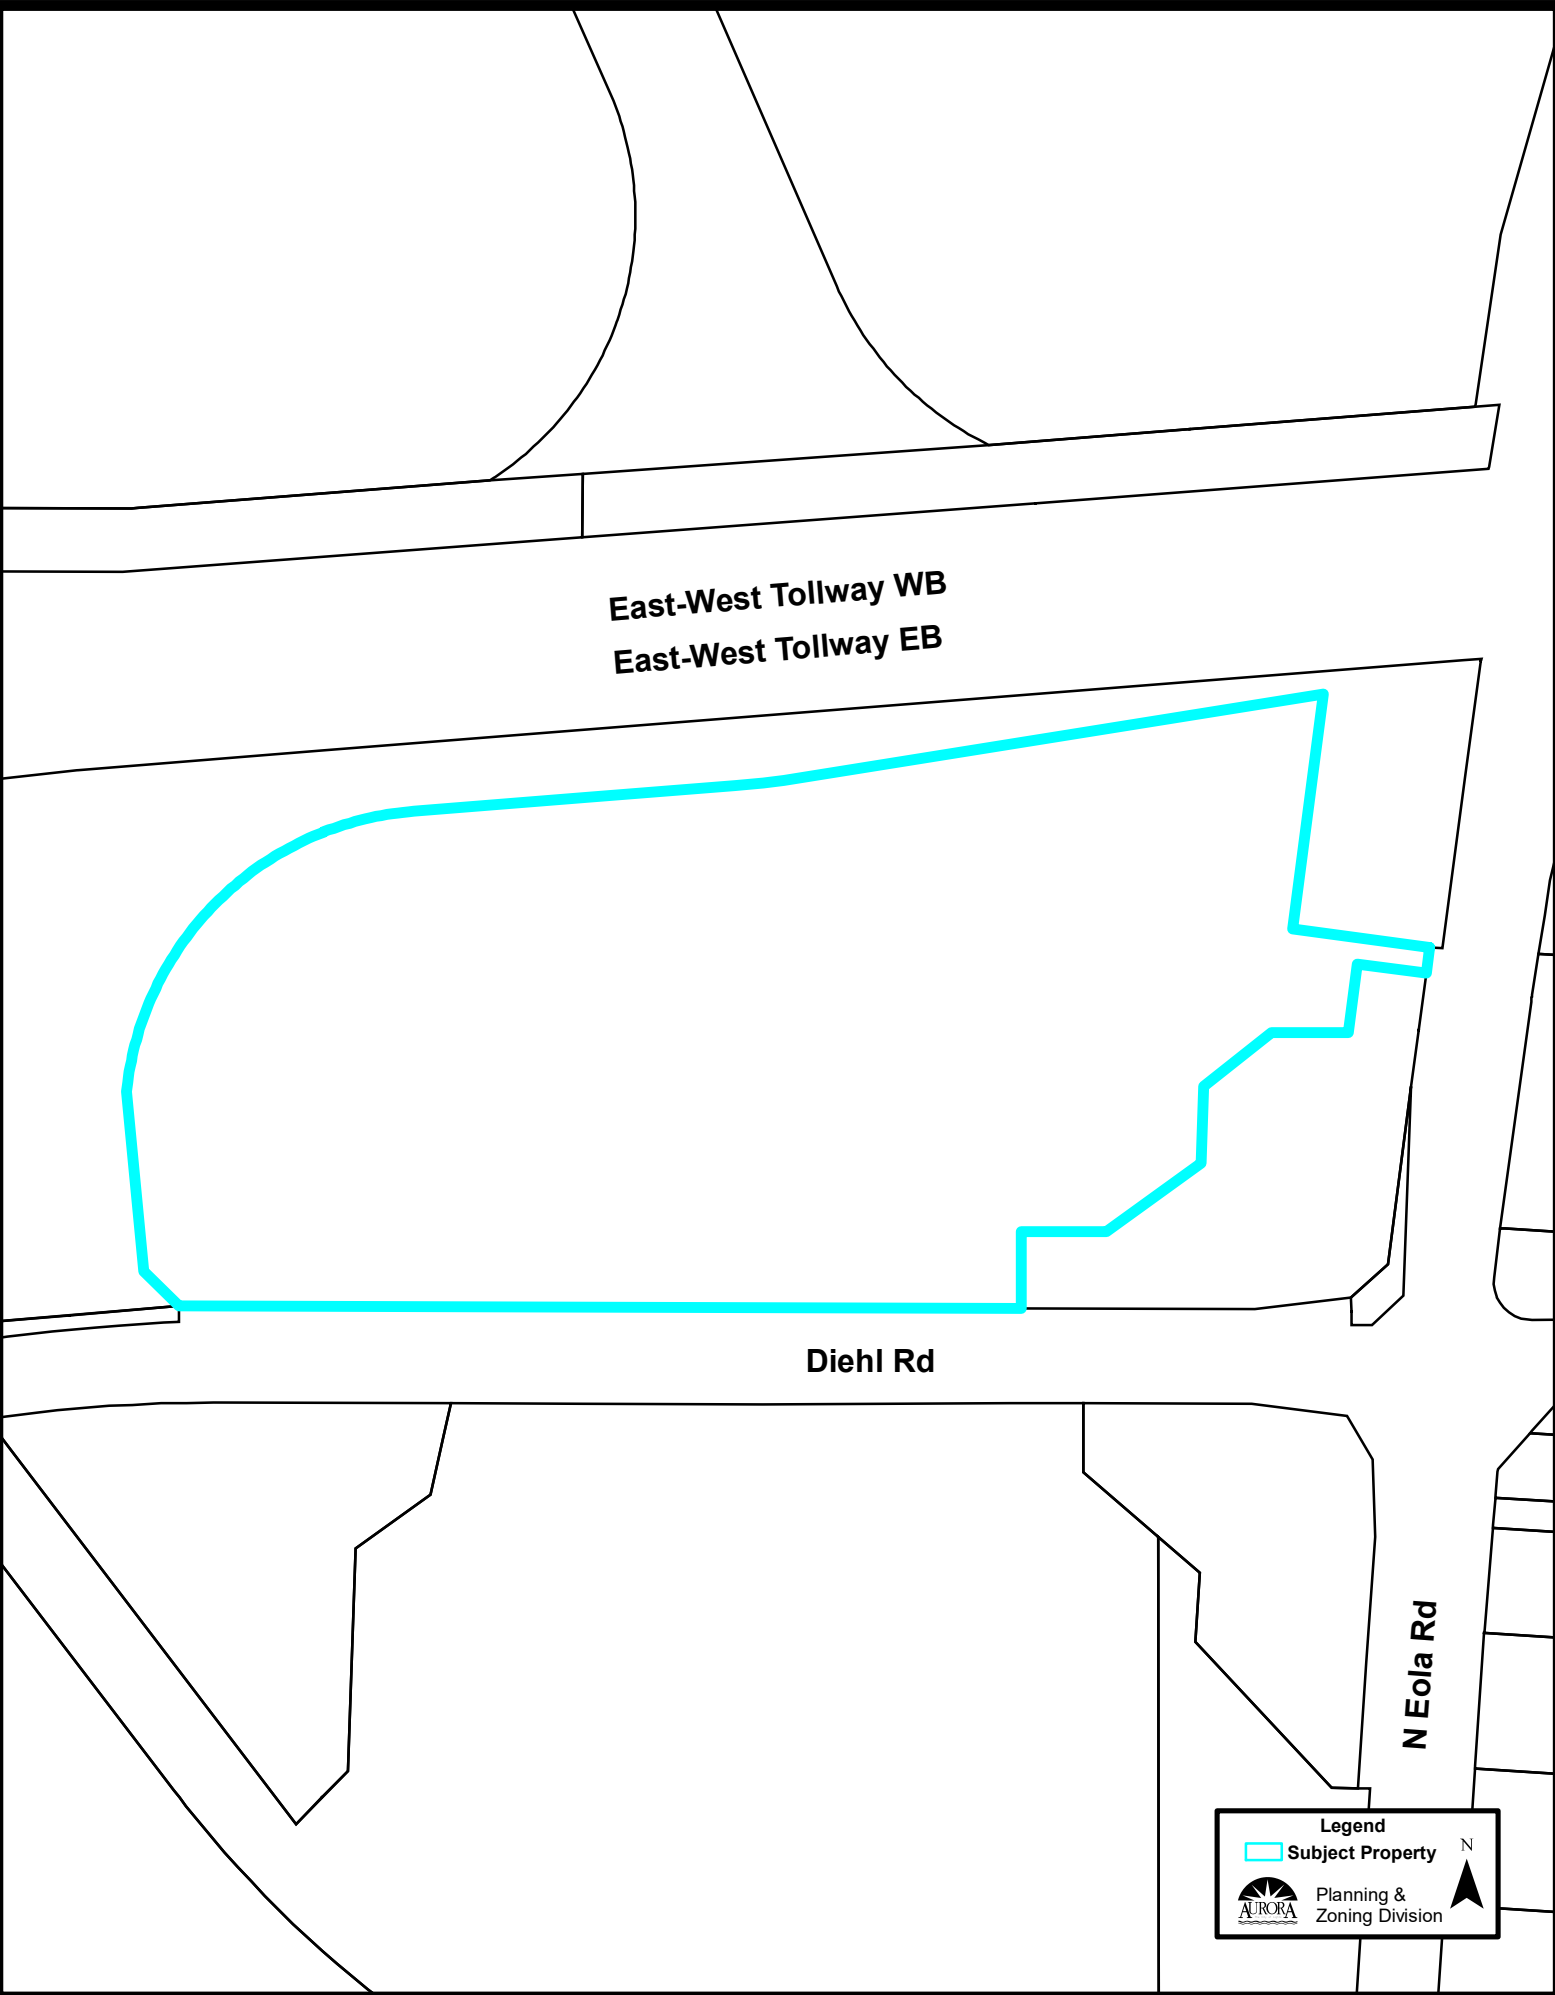 East-West Tollway WB
East-West Tollway EB
Diehl Rd
N Eola Rd
Legend
Subject Property
N
AURORA
Planning &
Zoning Division